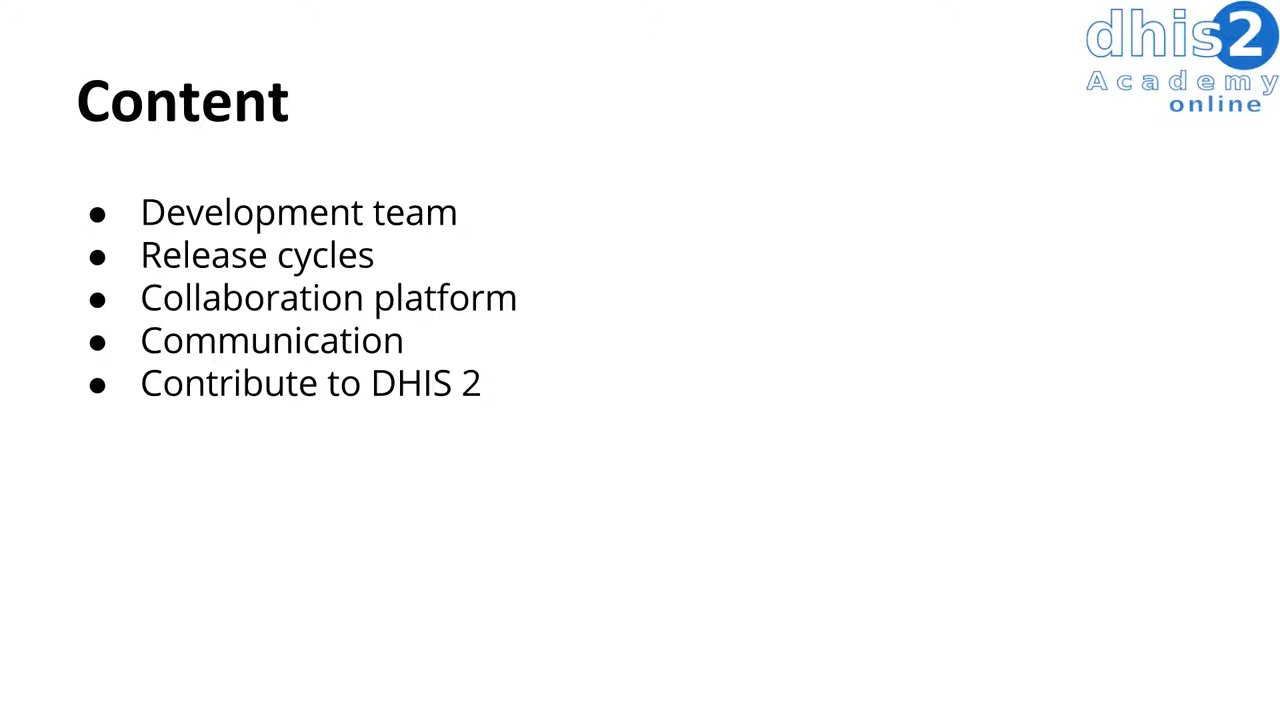 dhis2
Academy
online
Content
● Development team
● Release cycles
● Collaboration platform
● Communication
● Contribute to DHIS 2